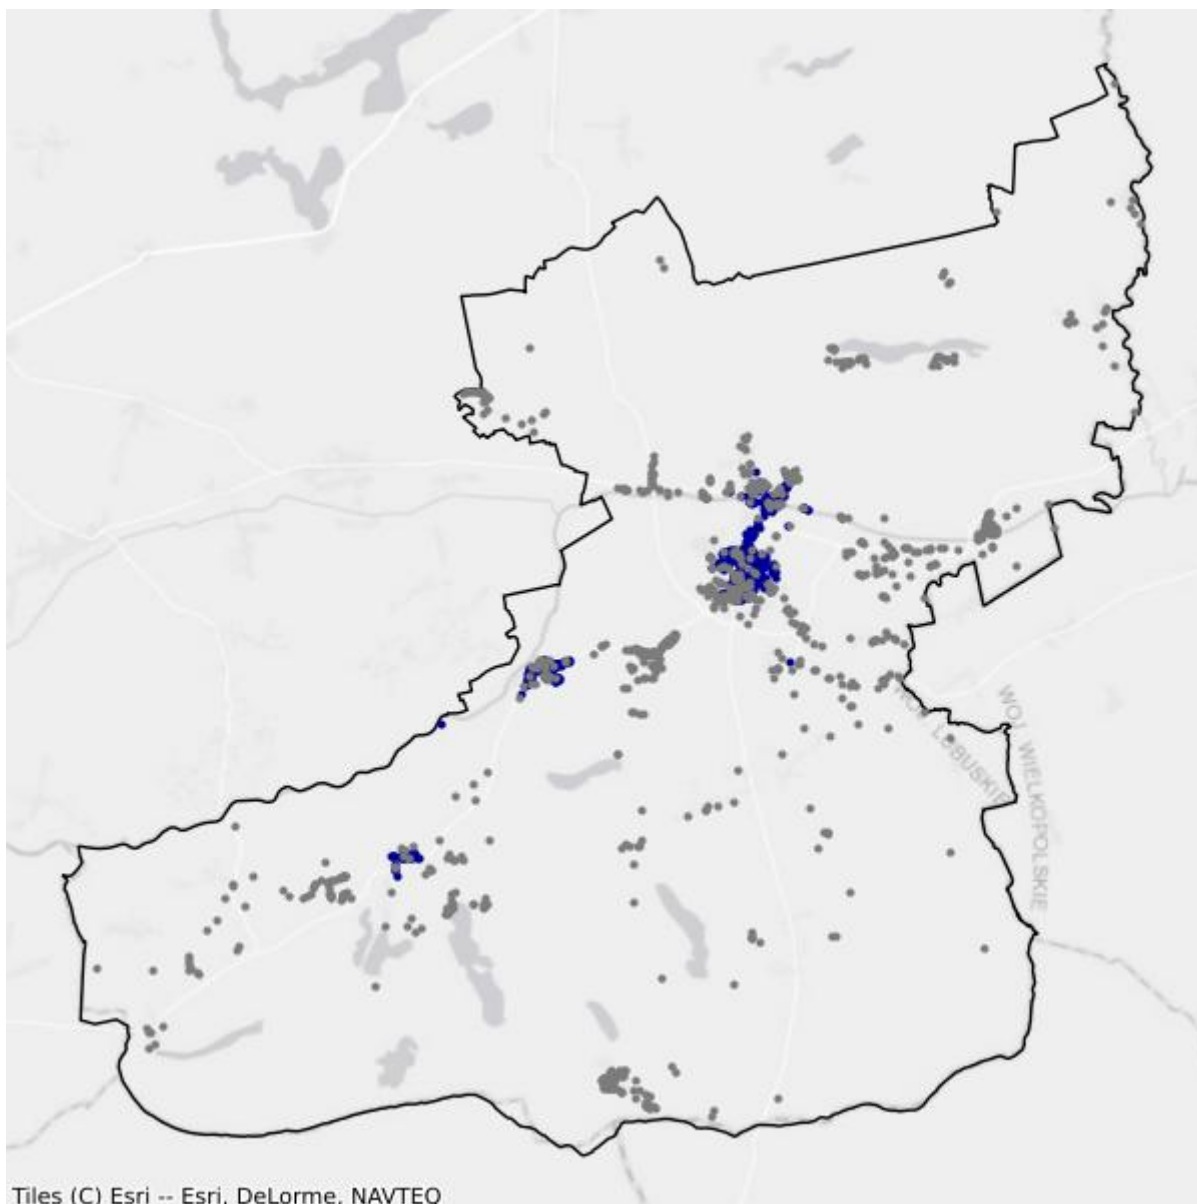 WOJ. LUBUSKIE
WOJ. WIELKOPOLSKIE
Tiles (C) Esri -- Esri, DeLorme, NAVTEQ